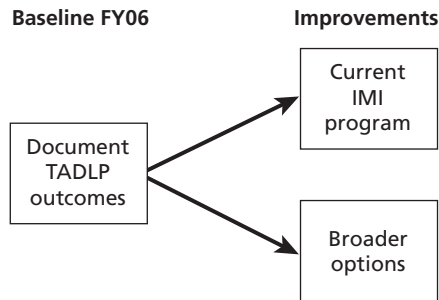 Baseline FY06
Improvements
Document
TADLP
outcomes
Current
IMI
program
Broader
options